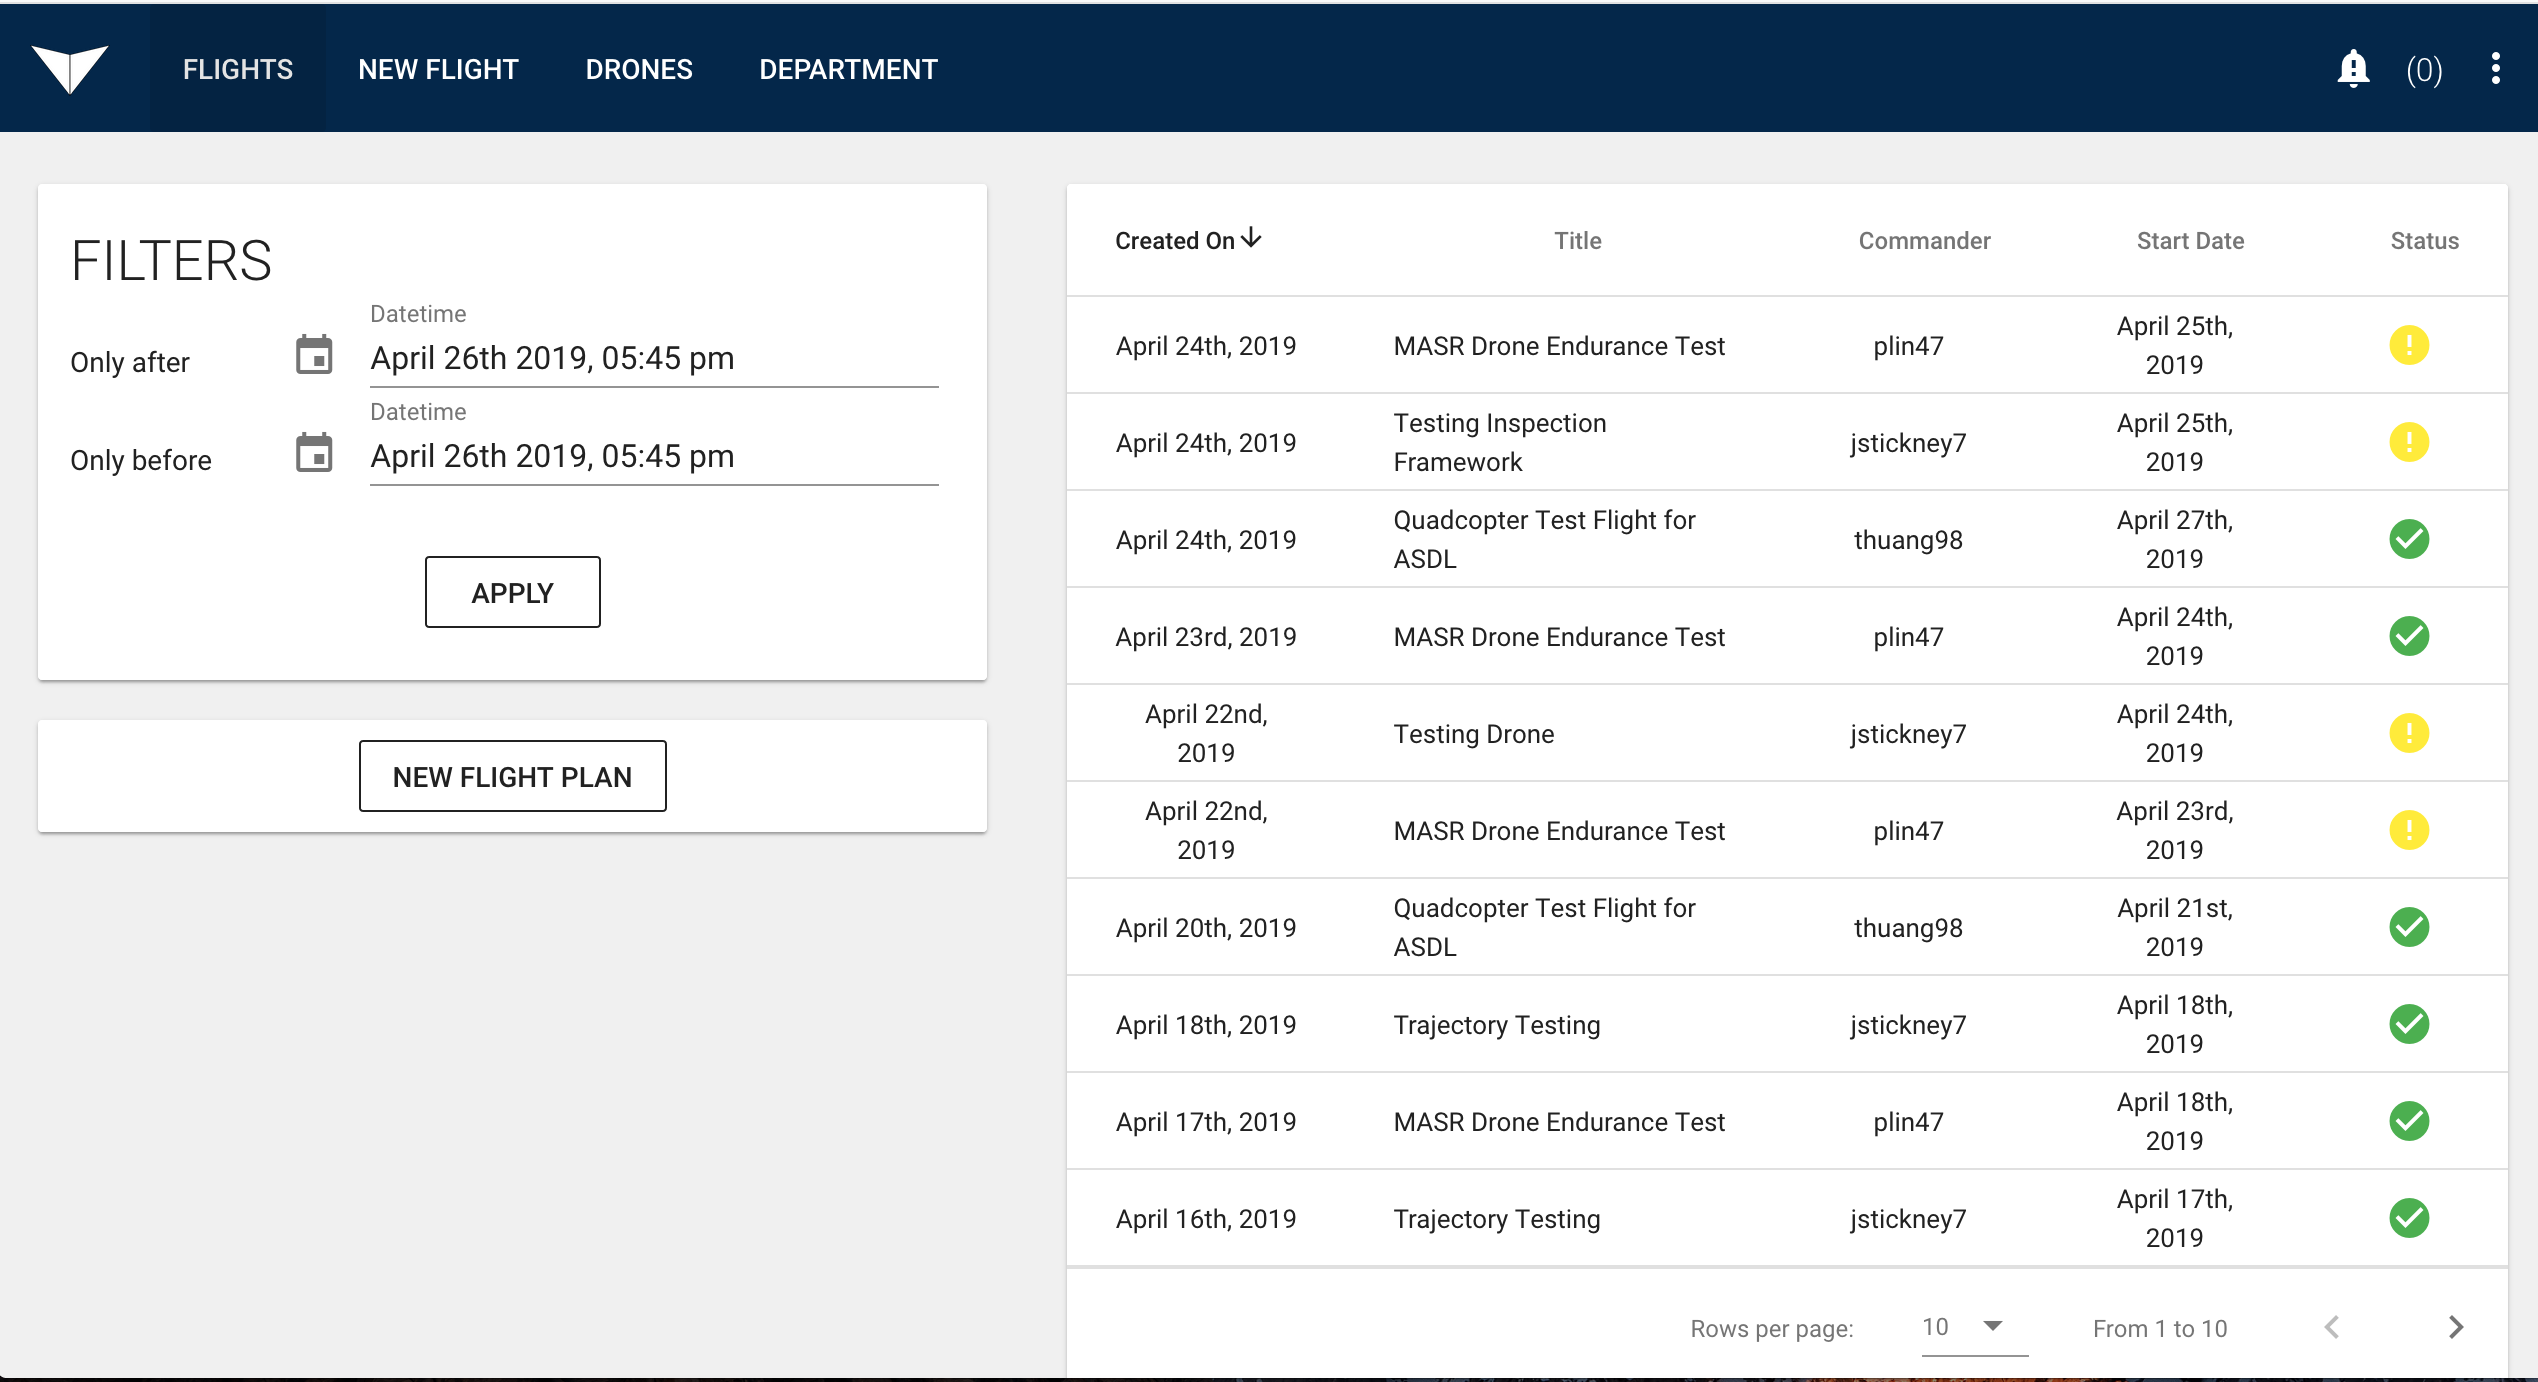 FLIGHTS NEW FLIGHT DRONES DEPARTMENT (0)
FILTERS
Datetime
Only after April 26th 2019, 05:45 pm
Datetime
Only before April 26th 2019, 05:45 pm
APPLY
NEW FLIGHT PLAN
Created On Title Commander Start Date Status
April 24th, 2019 MASR Drone Endurance Test plin47 April 25th,
2019
April 24th, 2019 Testing Inspection
Framework jstickney7 April 25th,
2019
April 24th, 2019 Quadcopter Test Flight for
ASDL thuang98 April 27th,
2019
April 23rd, 2019 MASR Drone Endurance Test plin47 April 24th,
2019
April 22nd,
2019 Testing Drone jstickney7 April 24th,
2019
April 22nd,
2019 MASR Drone Endurance Test plin47 April 23rd,
2019
April 20th, 2019 Quadcopter Test Flight for
ASDL thuang98 April 21st,
2019
April 18th, 2019 Trajectory Testing jstickney7 April 18th,
2019
April 17th, 2019 MASR Drone Endurance Test plin47 April 18th,
2019
April 16th, 2019 Trajectory Testing jstickney7 April 17th,
2019
Rows per page: 10 From 1 to 10